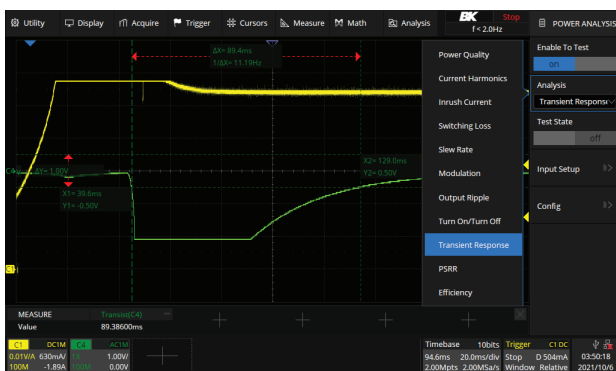 Utility Display Acquire Trigger Cursors Measure Math Analysis BK Stop
f < 2.0Hz
POWER ANALYSIS
ΔX= 89.4ms
1/ΔX= 11.19Hz
C4 ΔY= 1.00V
X1= 39.6ms
Y1= -0.50V
X2= 129.0ms
Y2= 0.50V
C1
Power Quality
Current Harmonics
Inrush Current
Switching Loss
Slew Rate
Modulation
Output Ripple
Turn On/Turn Off
Transient Response
PSRR
Efficiency
Enable To Test
on
Analysis
Transient Response
Test State
off
Input Setup
Config
MEASURE Transist(C4)
Value 89.38600ms
C1 DC1M C4 AC1M Timebase 10bits Trigger C1 DC
0.01V/A 630mA/ 1X 1.00V/ 94.6ms 20.0ms/div Stop D 504mA 03:50:18
100M -1.89A 100M 0.00V 2.00Mpts 2.00MSa/s Window Relative 2021/10/6